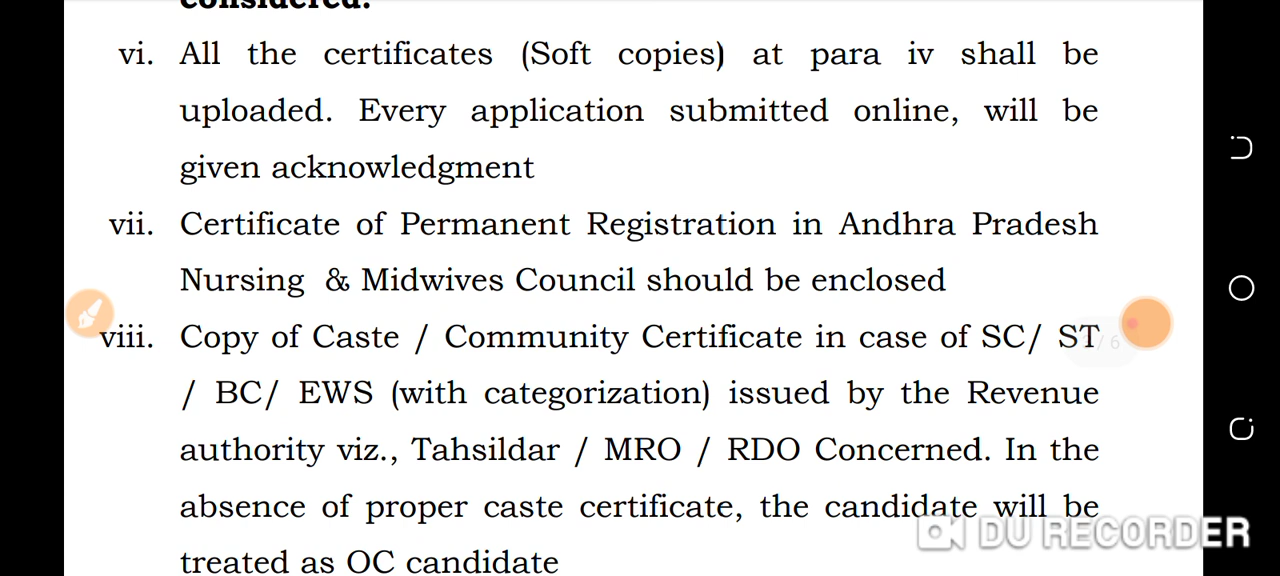 considered.
vi. All the certificates (Soft copies) at para iv shall be
uploaded. Every application submitted online, will be
given acknowledgment
vii. Certificate of Permanent Registration in Andhra Pradesh
Nursing & Midwives Council should be enclosed
viii. Copy of Caste / Community Certificate in case of SC/ ST
/ 6
/ BC/ EWS (with categorization) issued by the Revenue
authority viz., Tahsildar / MRO / RDO Concerned. In the
absence of proper caste certificate, the candidate will be
DU RECORDER
treated as OC candidate